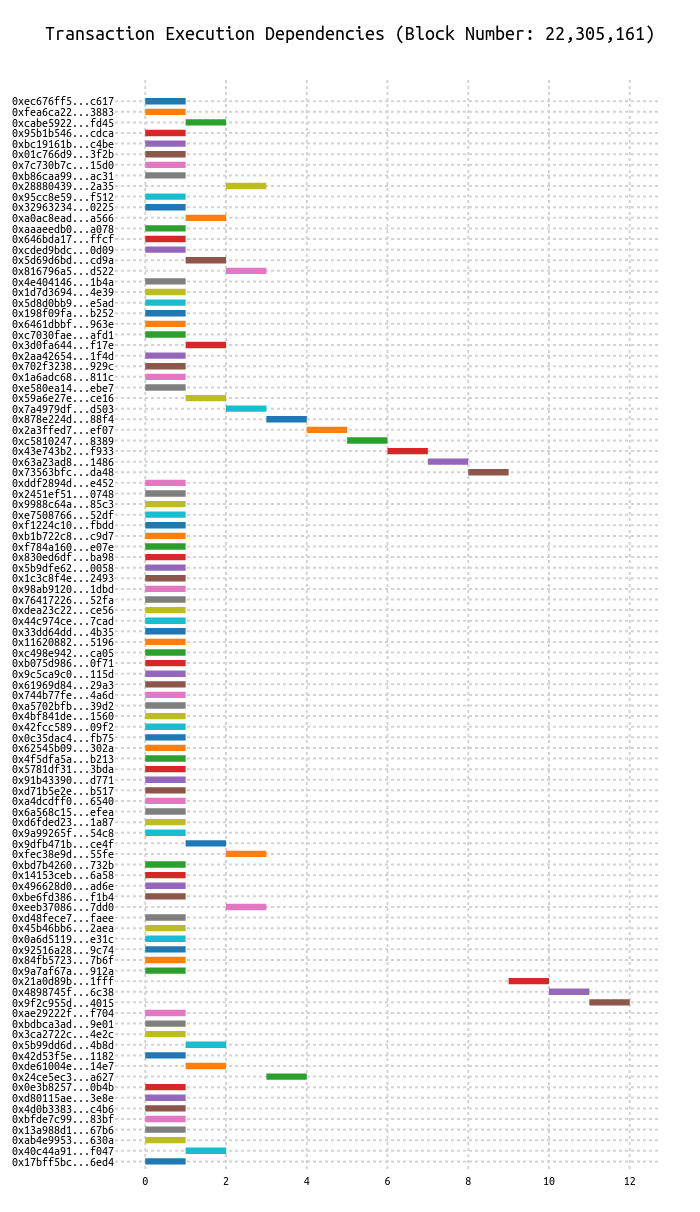 Transaction Execution Dependencies (Block Number: 22,305,161)
0xec676ff5...c617
0xfea6ca22...3883
0xcabe5922...fd45
0x95b1b546...cdca
0xbc19161b...c4be
0x01c766d9...3f2b
0x7c730b7c...15d0
0xb86caa99...ac31
0x28880439...2a35
0x95cc8e59...f512
0x32963234...0225
0xa0ac8ead...a566
0xaaaeedb0...a078
0x646bda17...ffcf
0xcded9bdc...0d09
0x5d69d6bd...cd9a
0x816796a5...d522
0x4e404146...1b4a
0x1d7d3694...4e39
0x5d8d0bb9...e5ad
0x198f09fa...b252
0x6461dbbf...963e
0xc7030fae...afd1
0x3d0fa644...f17e
0x2aa42654...1f4d
0x702f3238...929c
0x1a6adc68...811c
0xe580ea14...ebe7
0x59a6e27e...ce16
0x7a4979df...d503
0x878e224d...88f4
0x2a3ffed7...ef07
0xc5810247...8389
0x43e743b2...f933
0x63a23ad8...1486
0x73563bfc...da48
0xddf2894d...e452
0x2451ef51...0748
0x9988c64a...85c3
0xe7508766...52df
0xf1224c10...fbdd
0xb1b722c8...c9d7
0xf784a160...e07e
0x830ed6df...ba98
0x5b9dfe62...0058
0x1c3c8f4e...2493
0x98ab9120...1dbd
0x76417226...52fa
0xdea23c22...ce56
0x44c974ce...7cad
0x33dd64dd...4b35
0x11620882...5196
0xc498e942...ca05
0xb075d986...0f71
0x9c5ca9c0...115d
0x61969d84...29a3
0x744b77fe...4a6d
0xa5702bfb...39d2
0x4bf841de...1560
0x42fcc589...09f2
0x0c35dac4...fb75
0x62545b09...302a
0x4f5dfa5a...b213
0x5781df31...3bda
0x91b43390...d771
0xd71b5e2e...b517
0xa4dcdff0...6540
0x6a568c15...efea
0xd6fded23...1a87
0x9a99265f...54c8
0x9dfb471b...ce4f
0xfec38e9d...55fe
0xbd7b4260...732b
0x14153ceb...6a58
0x496628d0...ad6e
0xbe6fd386...f1b4
0xeeb37086...7dd0
0xd48fece7...faee
0x45b46bb6...2aea
0x0a6d5119...e31c
0x92516a28...9c74
0x84fb5723...7b6f
0x9a7af67a...912a
0x21a0d89b...1fff
0x4898745f...6c38
0x9f2c955d...4015
0xae29222f...f704
0xbdbca3ad...9e01
0x3ca2722c...4e2c
0x5b99dd6d...4b8d
0x42d53f5e...1182
0xde61004e...14e7
0x24ce5ec3...a627
0x0e3b8257...0b4b
0xd80115ae...3e8e
0x4d0b3383...c4b6
0xbfde7c99...83bf
0x13a988d1...67b6
0xab4e9953...630a
0x40c44a91...f047
0x17bff5bc...6ed4
0 2 4 6 8 10 12